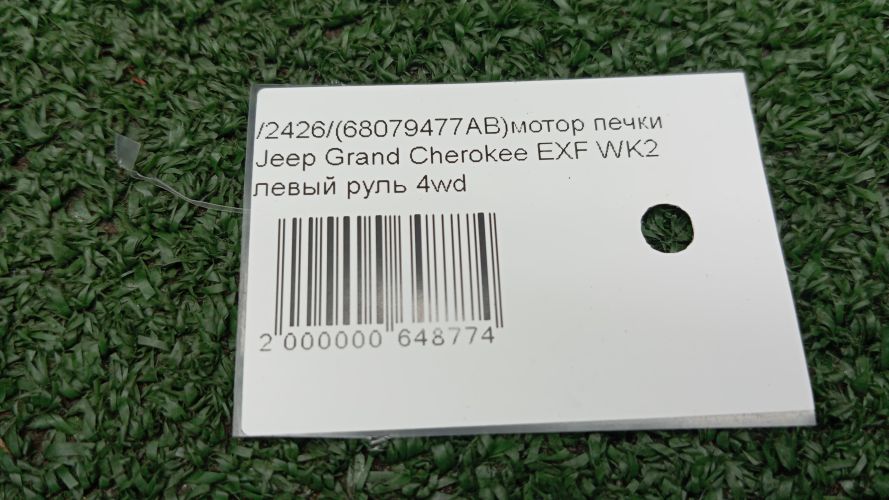 /2426/(68079477AB)мотор печки
Jeep Grand Cherokee EXF WK2
левый руль 4wd
2 000000 648774